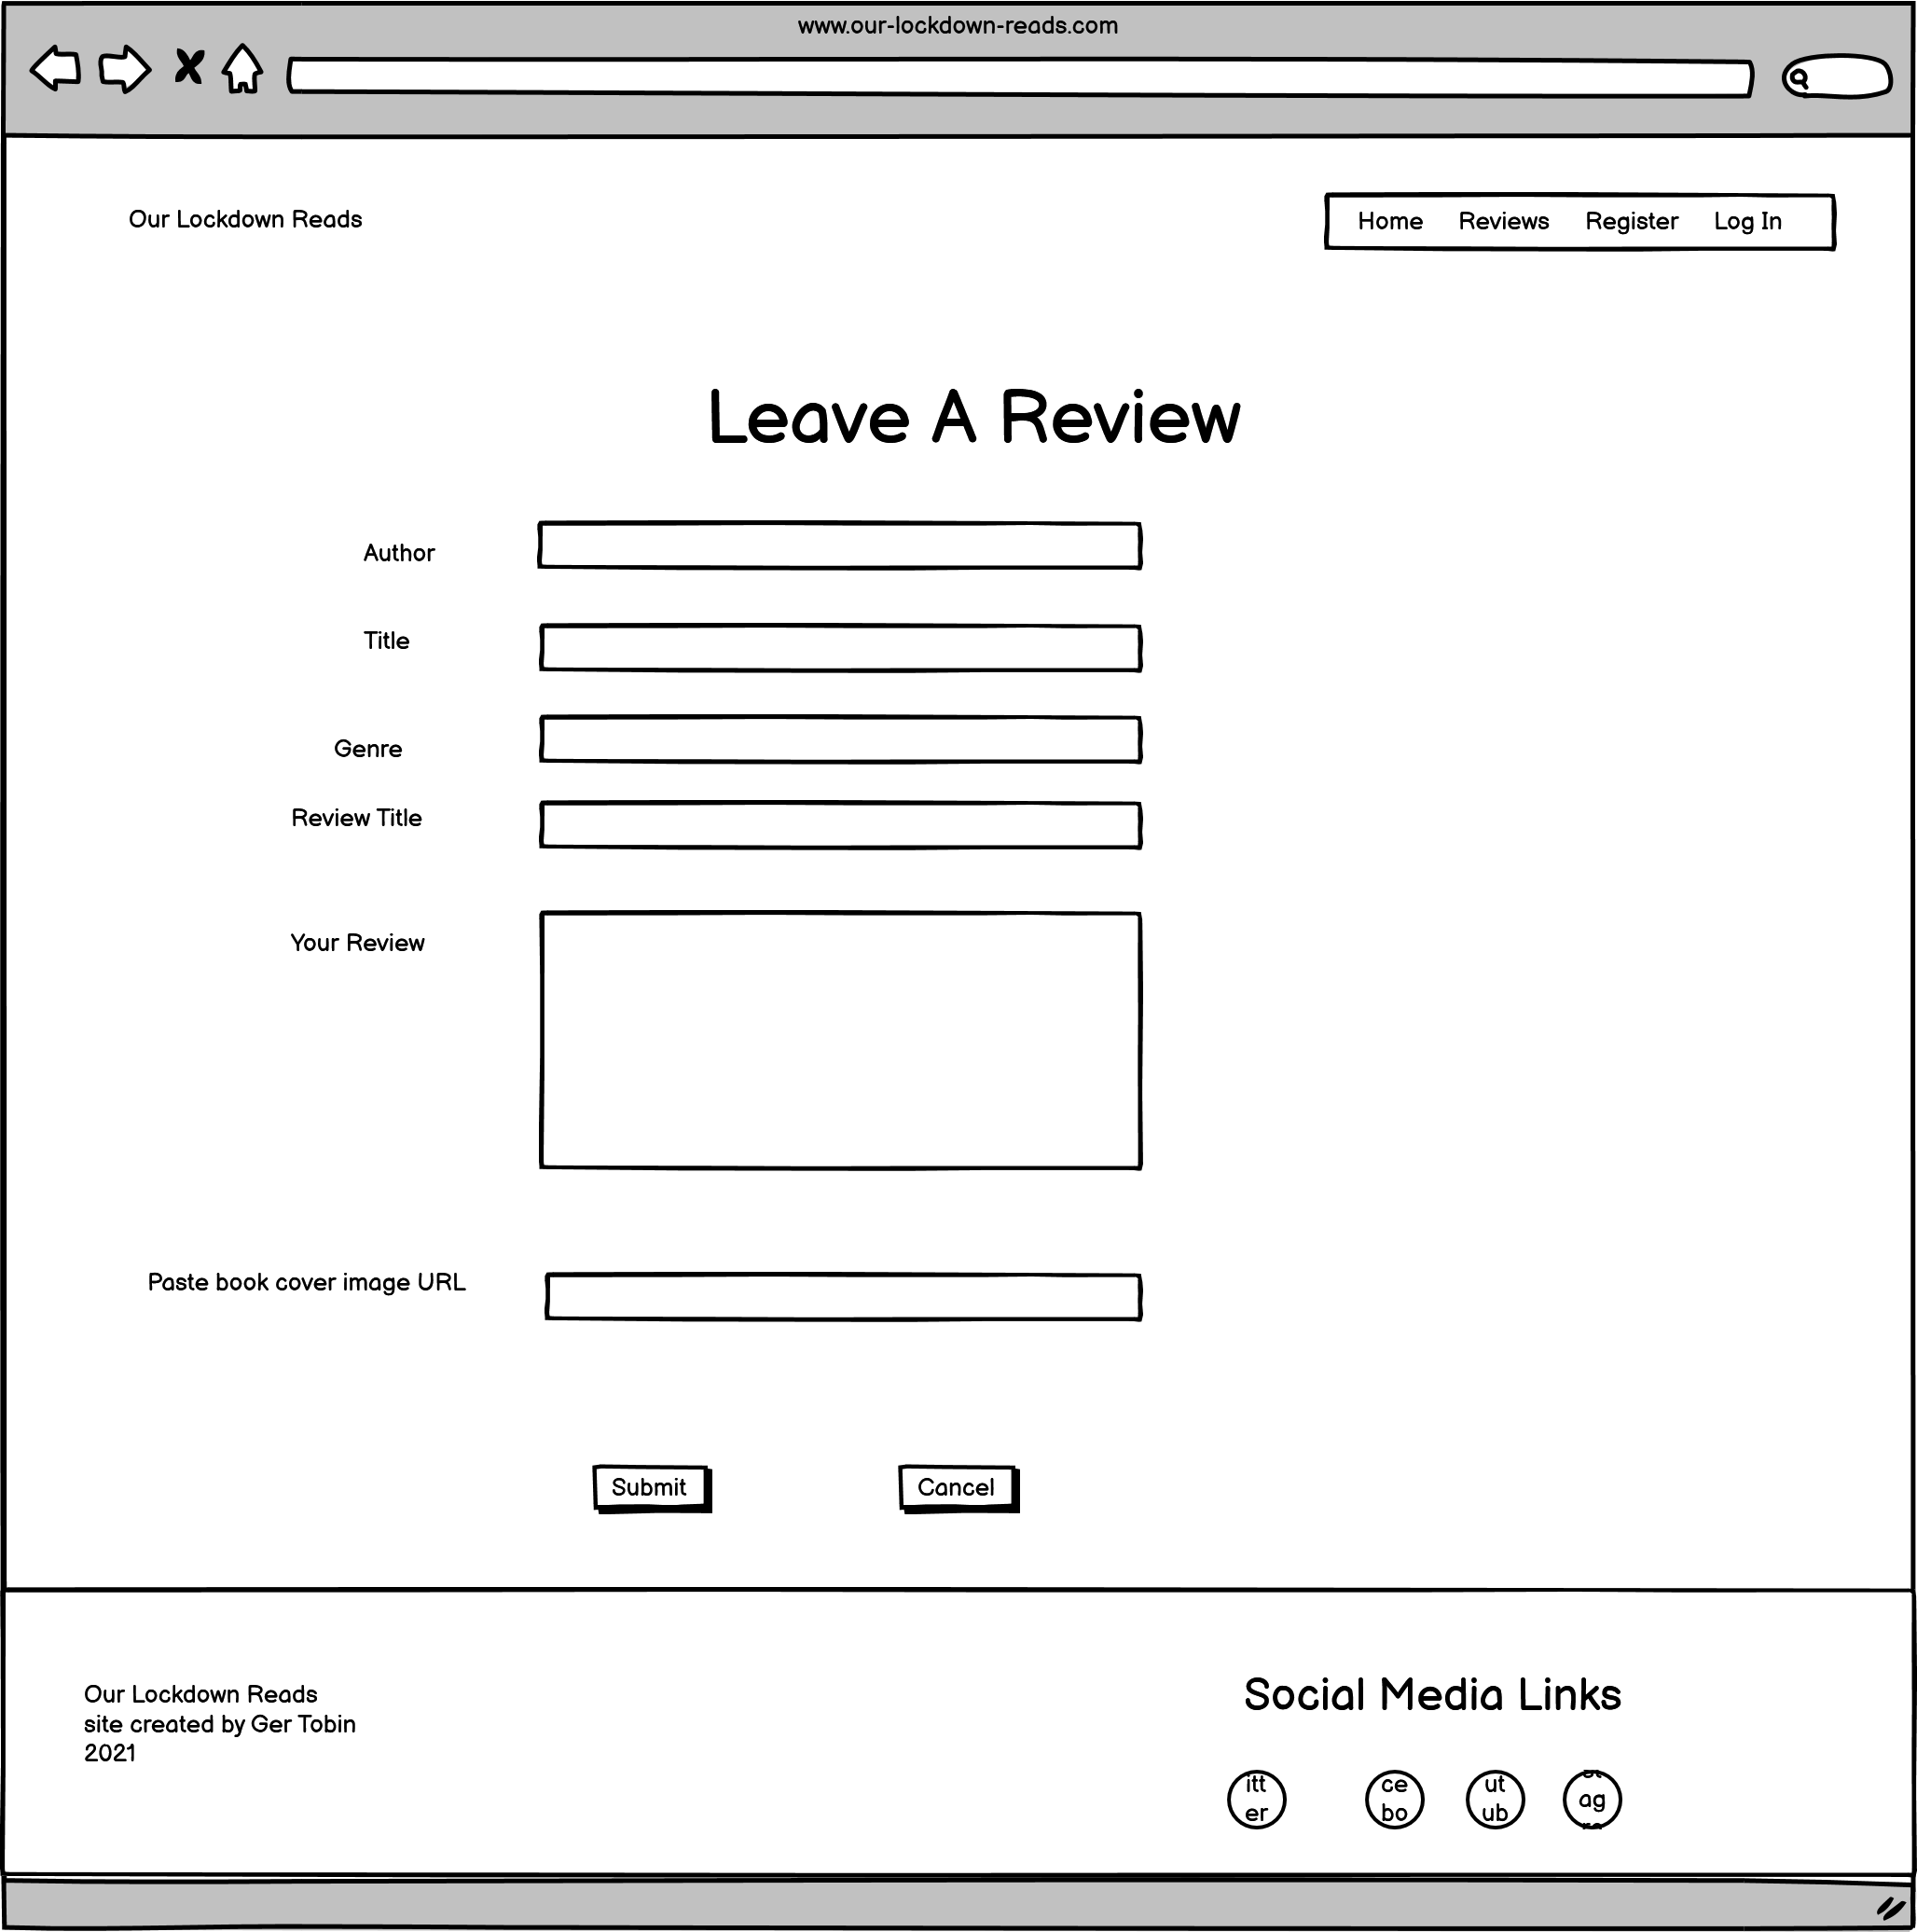 www.our-lockdown-reads.com
Our Lockdown Reads
Home Reviews Register Log In
Leave A Review
Author
Title
Genre
Review Title
Your Review
Paste book cover image URL
Submit Cancel
Our Lockdown Reads
site created by Ger Tobin
2021
Social Media Links
itt ce ut
er bo ub ag